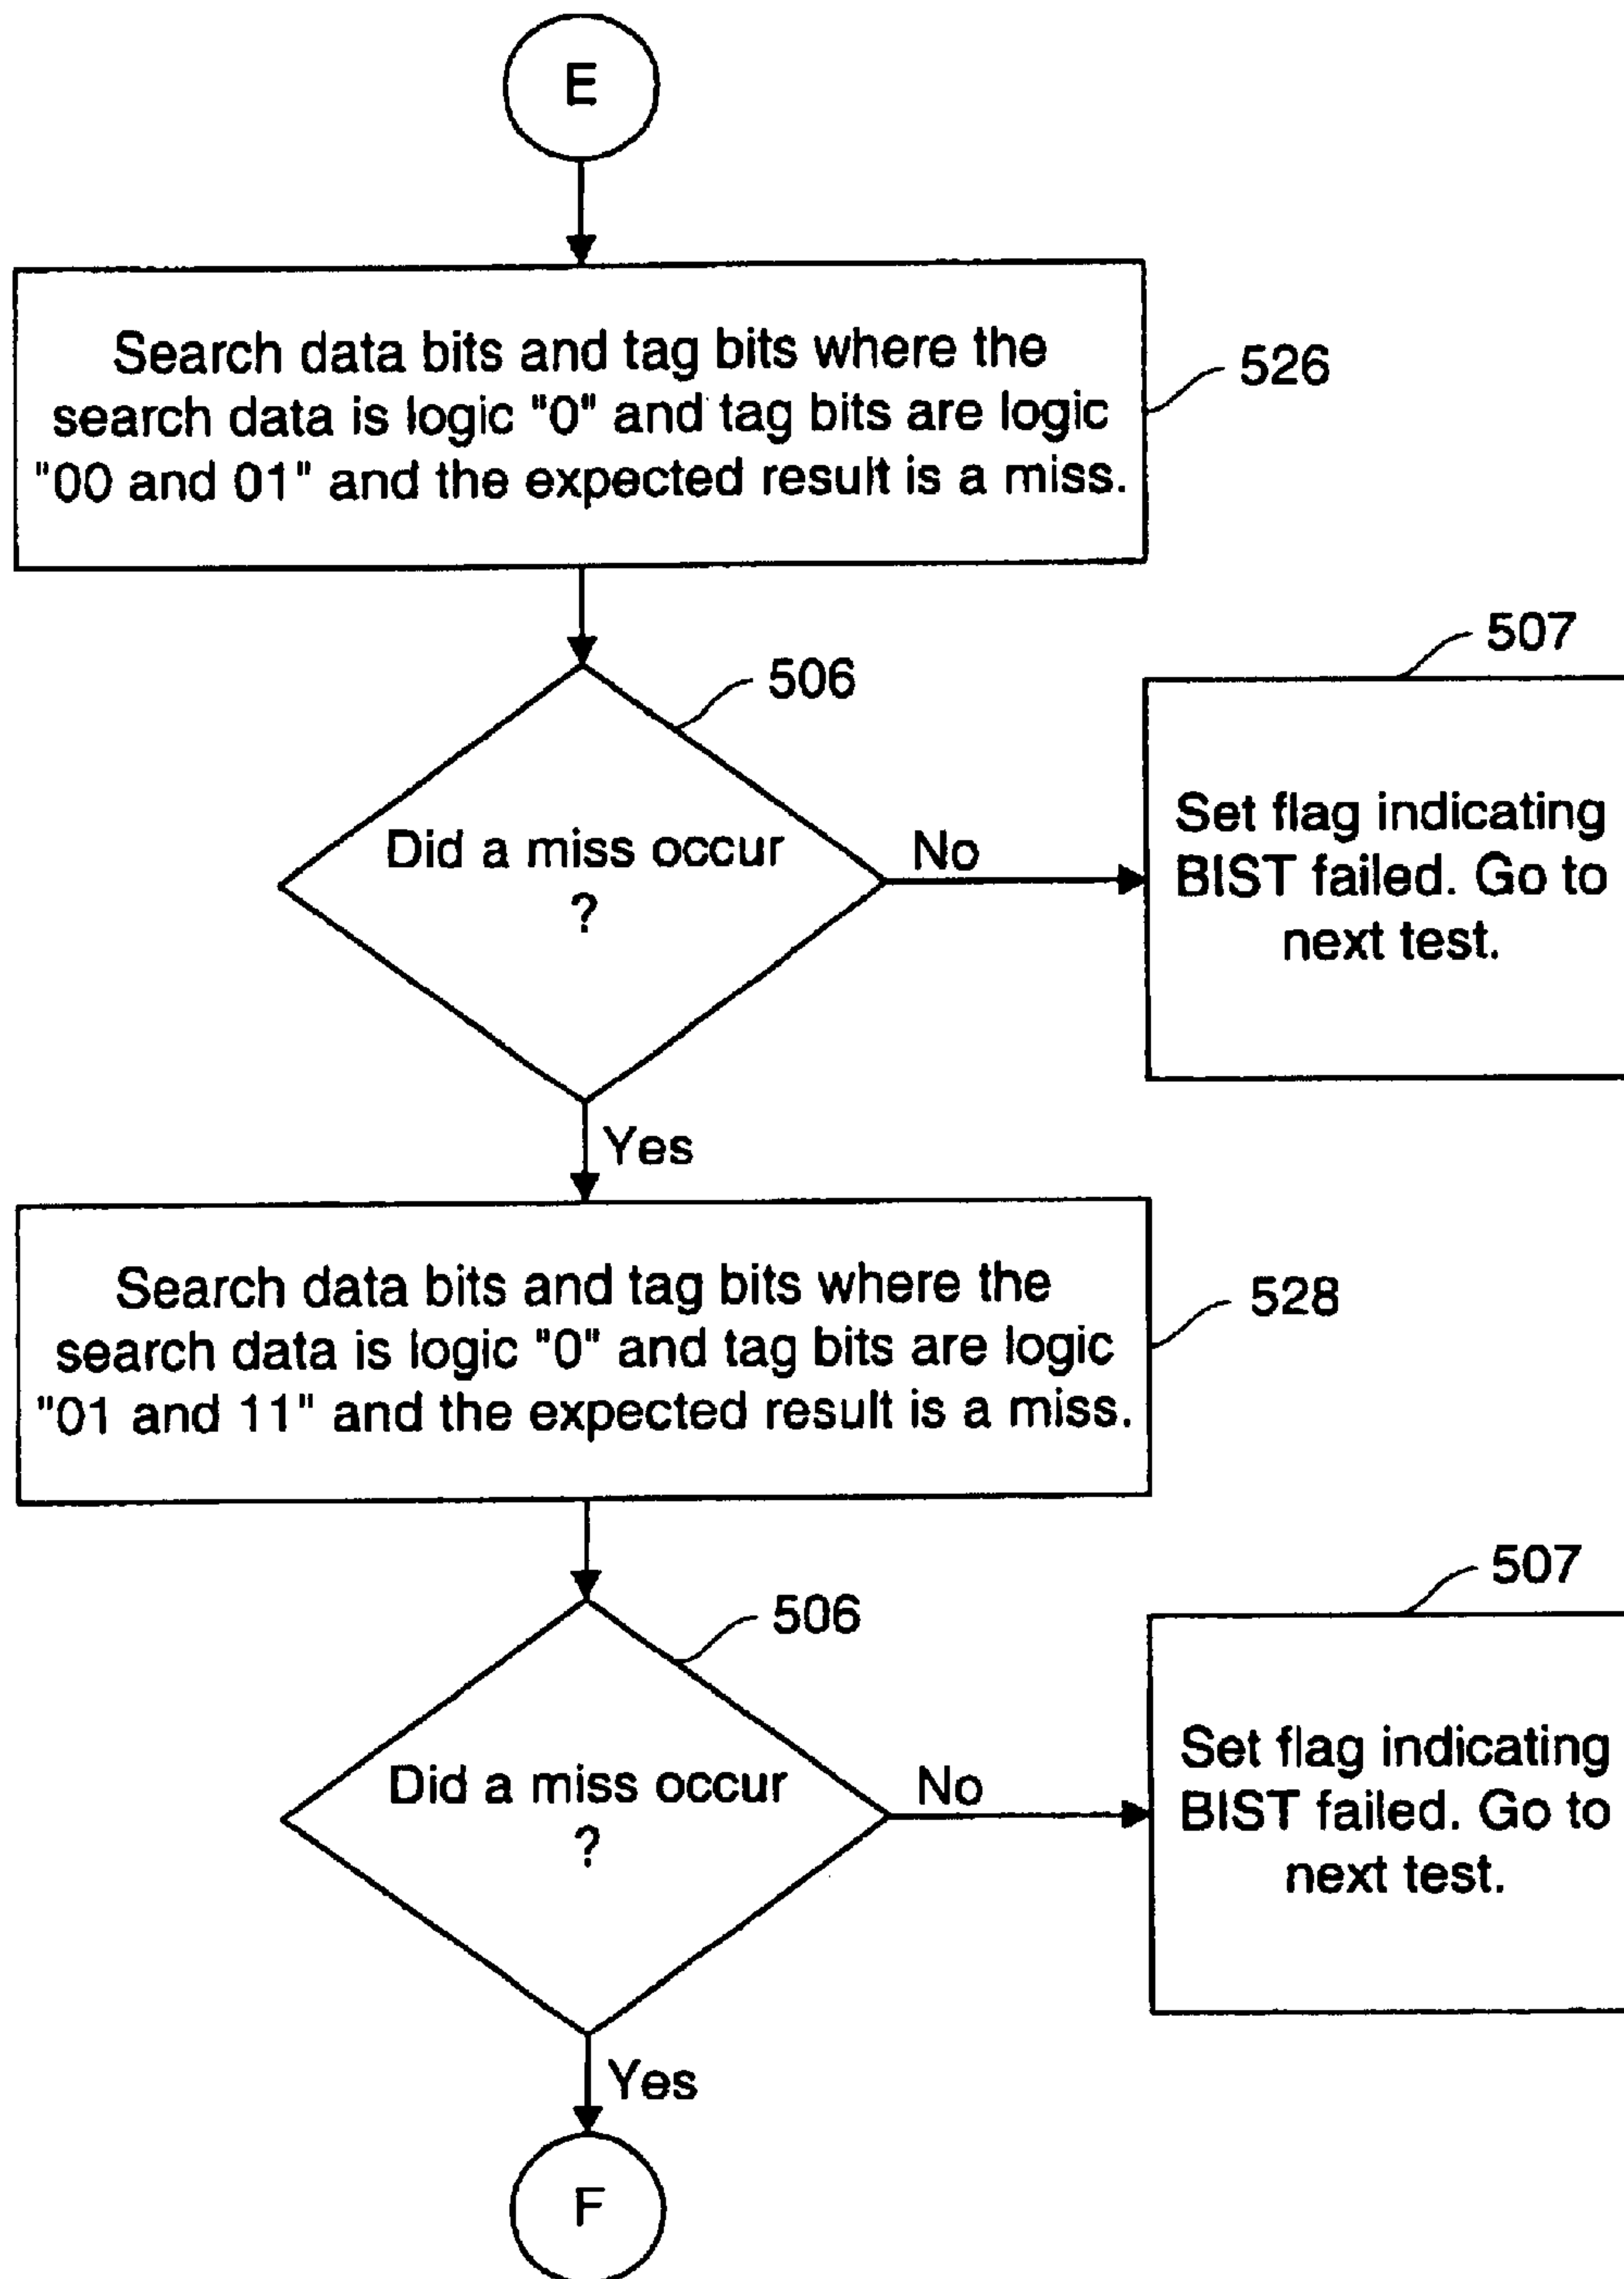 E
Search data bits and tag bits where the
search data is logic "0" and tag bits are logic
"00 and 01" and the expected result is a miss.
526
507
506
Did a miss occur
?
No
Set flag indicating
BIST failed. Go to
next test.
Yes
Search data bits and tag bits where the
search data is logic "0" and tag bits are logic
"01 and 11" and the expected result is a miss.
528
507
506
Did a miss occur
?
No
Set flag indicating
BIST failed. Go to
next test.
Yes
F